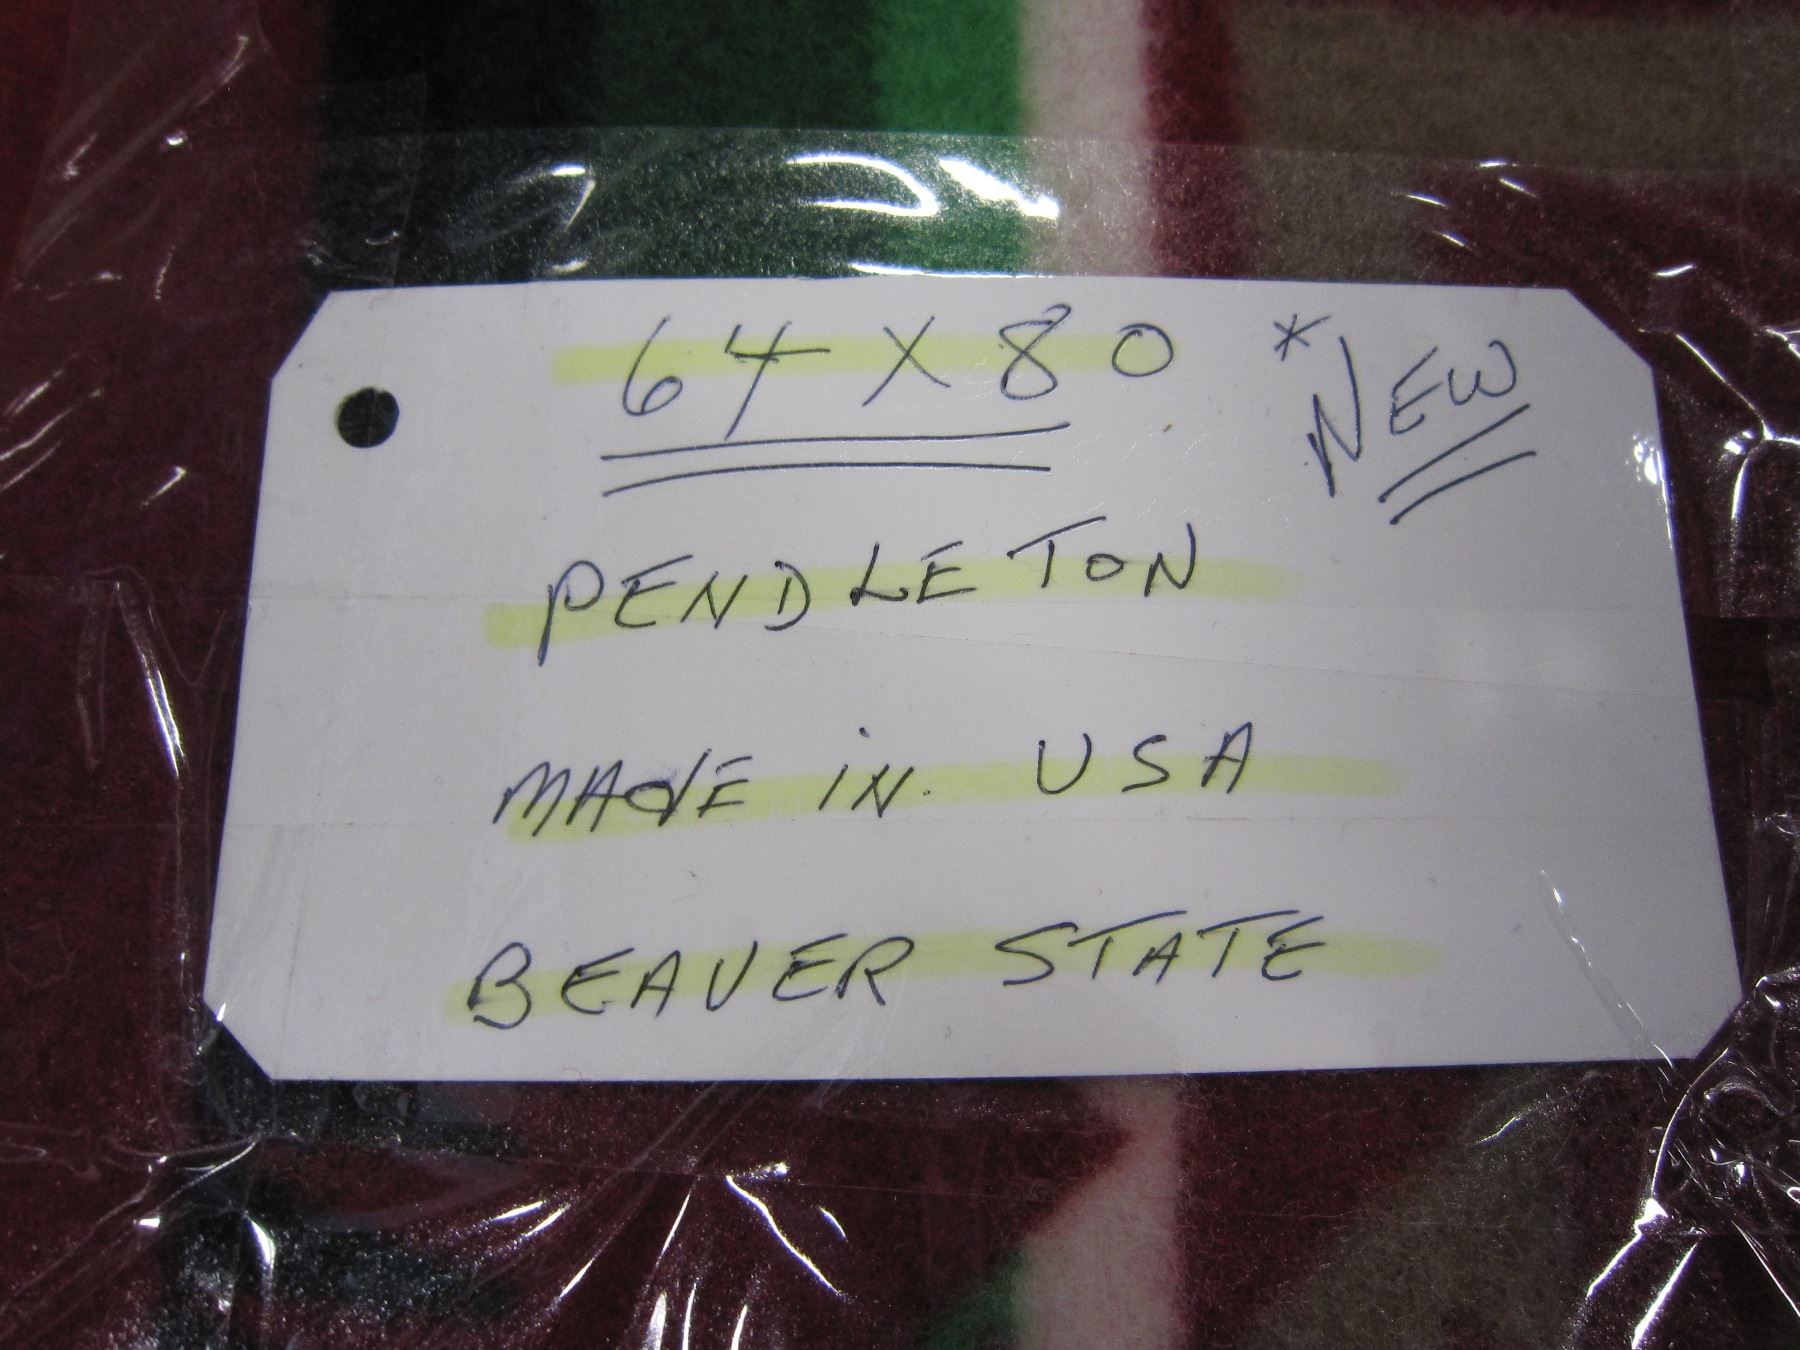 64 X 80 * NEW
PENDLETON
MADE IN USA
BEAVER STATE